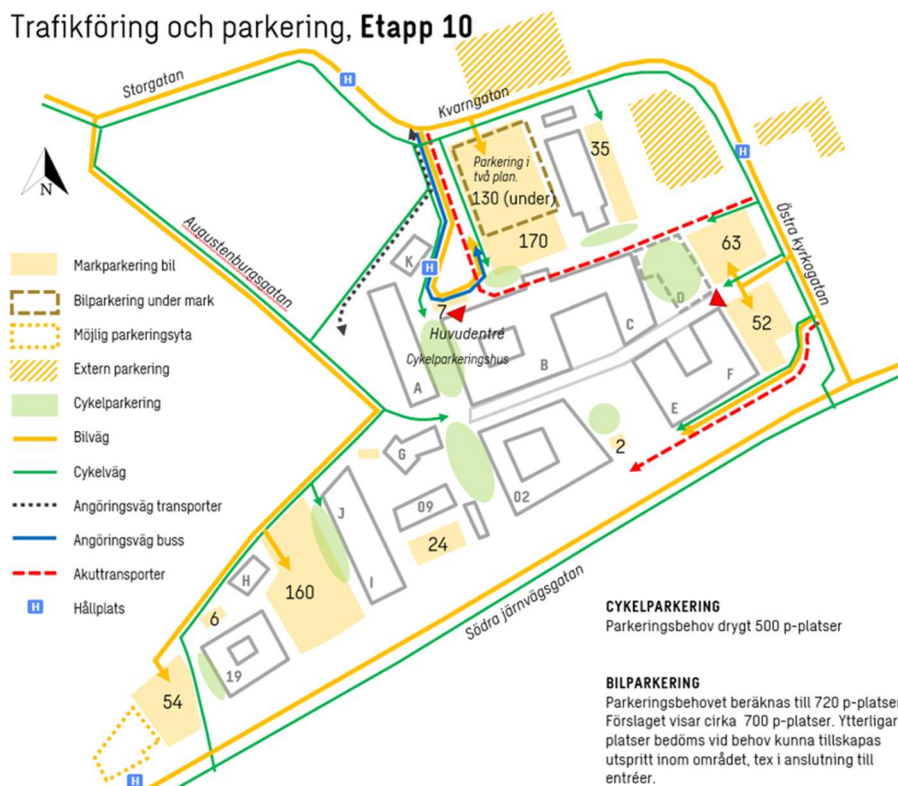 Trafikföring och parkering, Etapp 10
Storgatan
H
Kvarngatan
H
Östra kyrkogatan
Augustenburgsgatan
N
Parkering i
två plan.
130 (under)
170
35
63
52
K
H
7
Huvudentré
Cykelparkeringshus
A
B
C
D
E
F
G
2
02
09
24
J
I
H
160
6
19
54
H
Södra järnvägsgatan
Markparkering bil
Bilparkering under mark
Möjlig parkeringsyta
Extern parkering
Cykelparkering
Bilväg
Cykelväg
Angöringsväg transporter
Angöringsväg buss
Akuttransporter
H Hållplats
CYKELPARKERING
Parkeringsbehov drygt 500 p-platser
BILPARKERING
Parkeringsbehovet beräknas till 720 p-platser
Förslaget visar cirka 700 p-platser. Ytterligar
platser bedöms vid behov kunna tillskapas
utspritt inom området, tex i anslutning till
entréer.